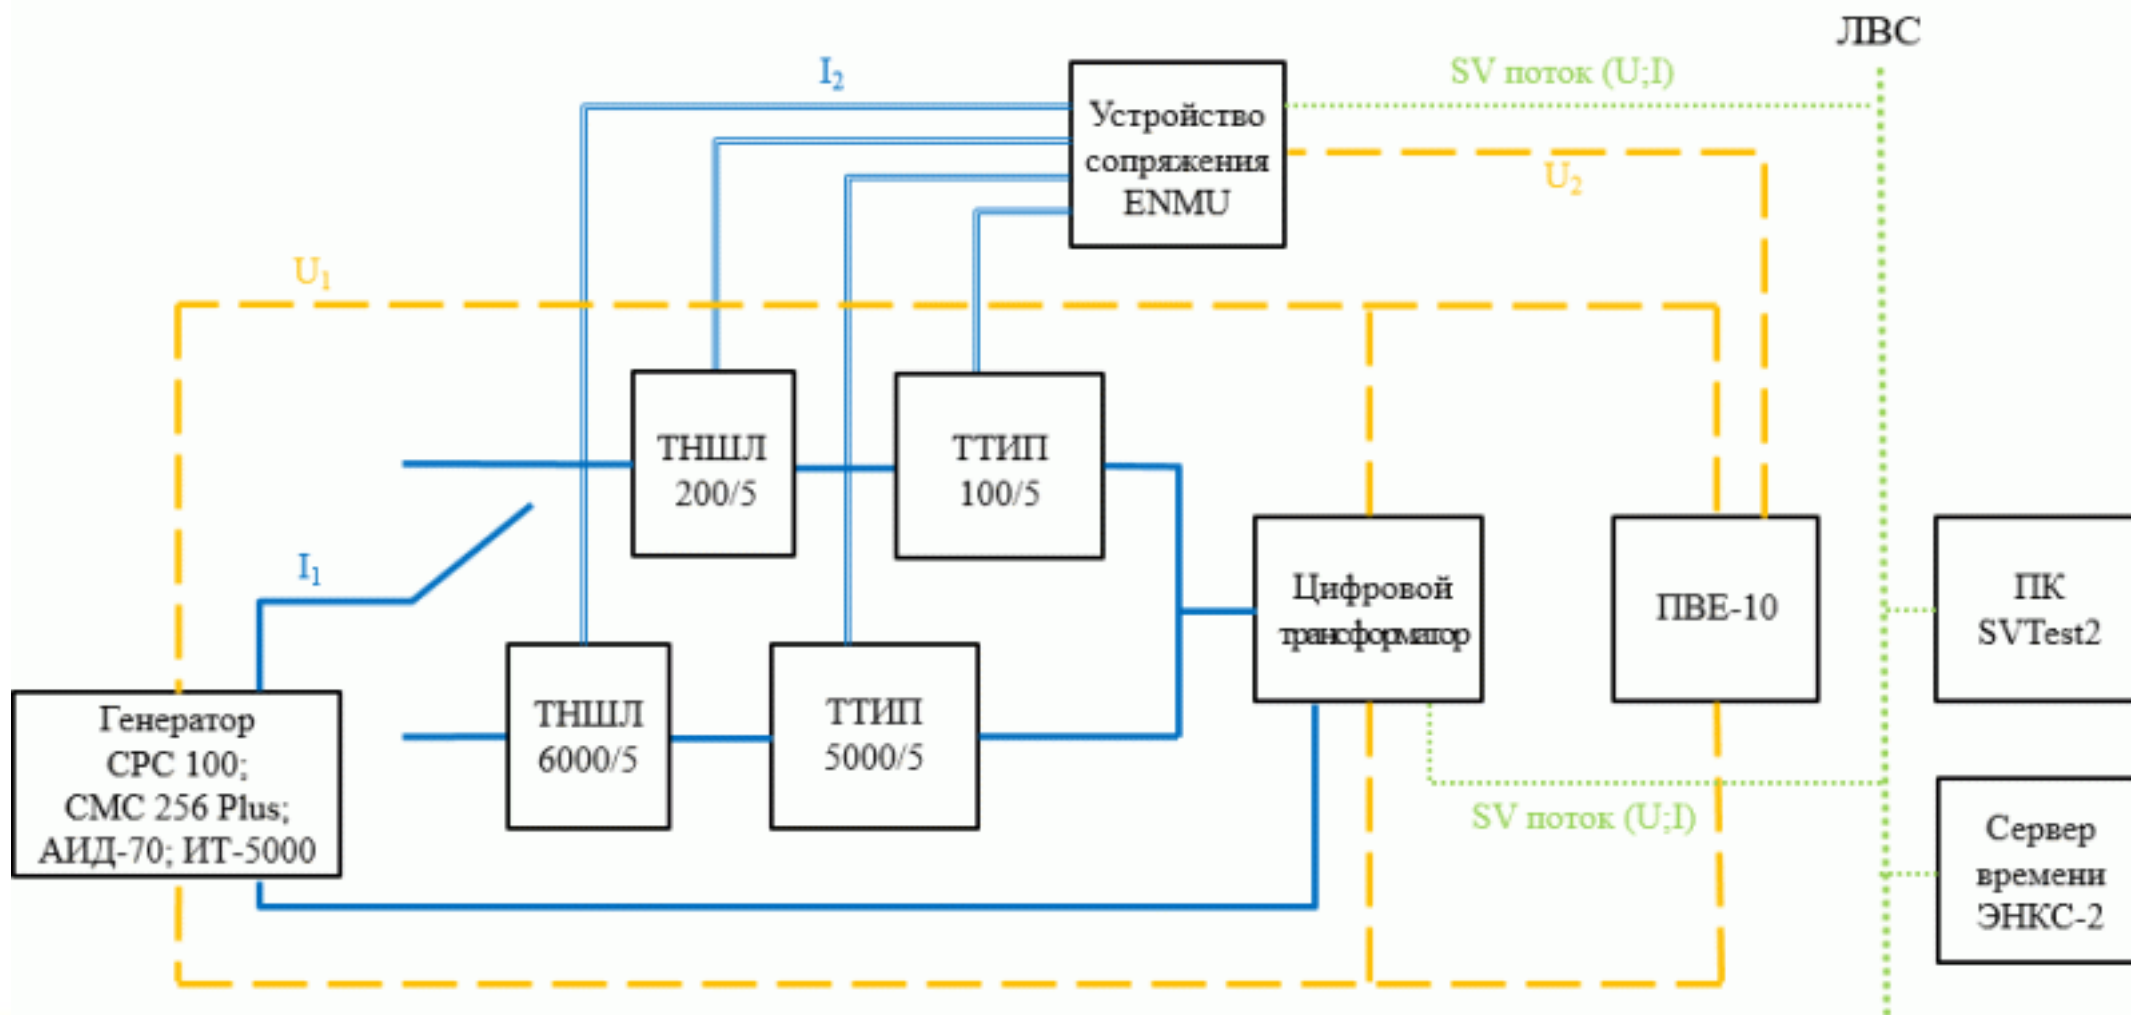 ЛВС
I₂
SV поток (U;I)
Устройство
сопряжения
ENMU
U₂
U₁
ТНШЛ
200/5
ТТИП
100/5
I₁
Цифровой
трансформатор
ПВЕ-10
ПК
SVTest2
ТНШЛ
6000/5
ТТИП
5000/5
Генератор
CPC 100;
CMC 256 Plus;
АИД-70; ИТ-5000
SV поток (U;I)
Сервер
времени
ЭНКС-2